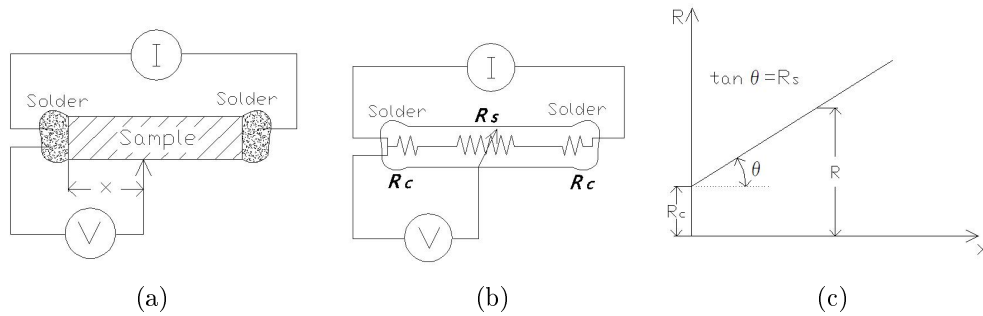 I
Solder
Solder
Sample
x
V
(a)
I
Solder
Solder
Rs
Rc
Rc
V
(b)
R
tan θ=Rs
θ
R
Rc
x
(c)